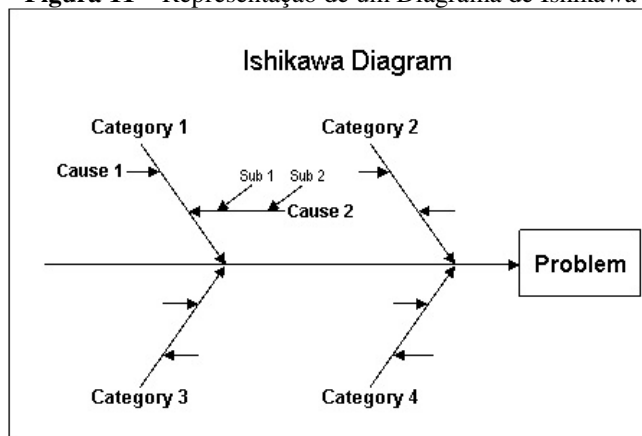 Figura 11 – Representação de um Diagrama de Ishikawa
Ishikawa Diagram
Category 1
Category 2
Cause 1
Sub 1
Sub 2
Cause 2
Problem
Category 3
Category 4